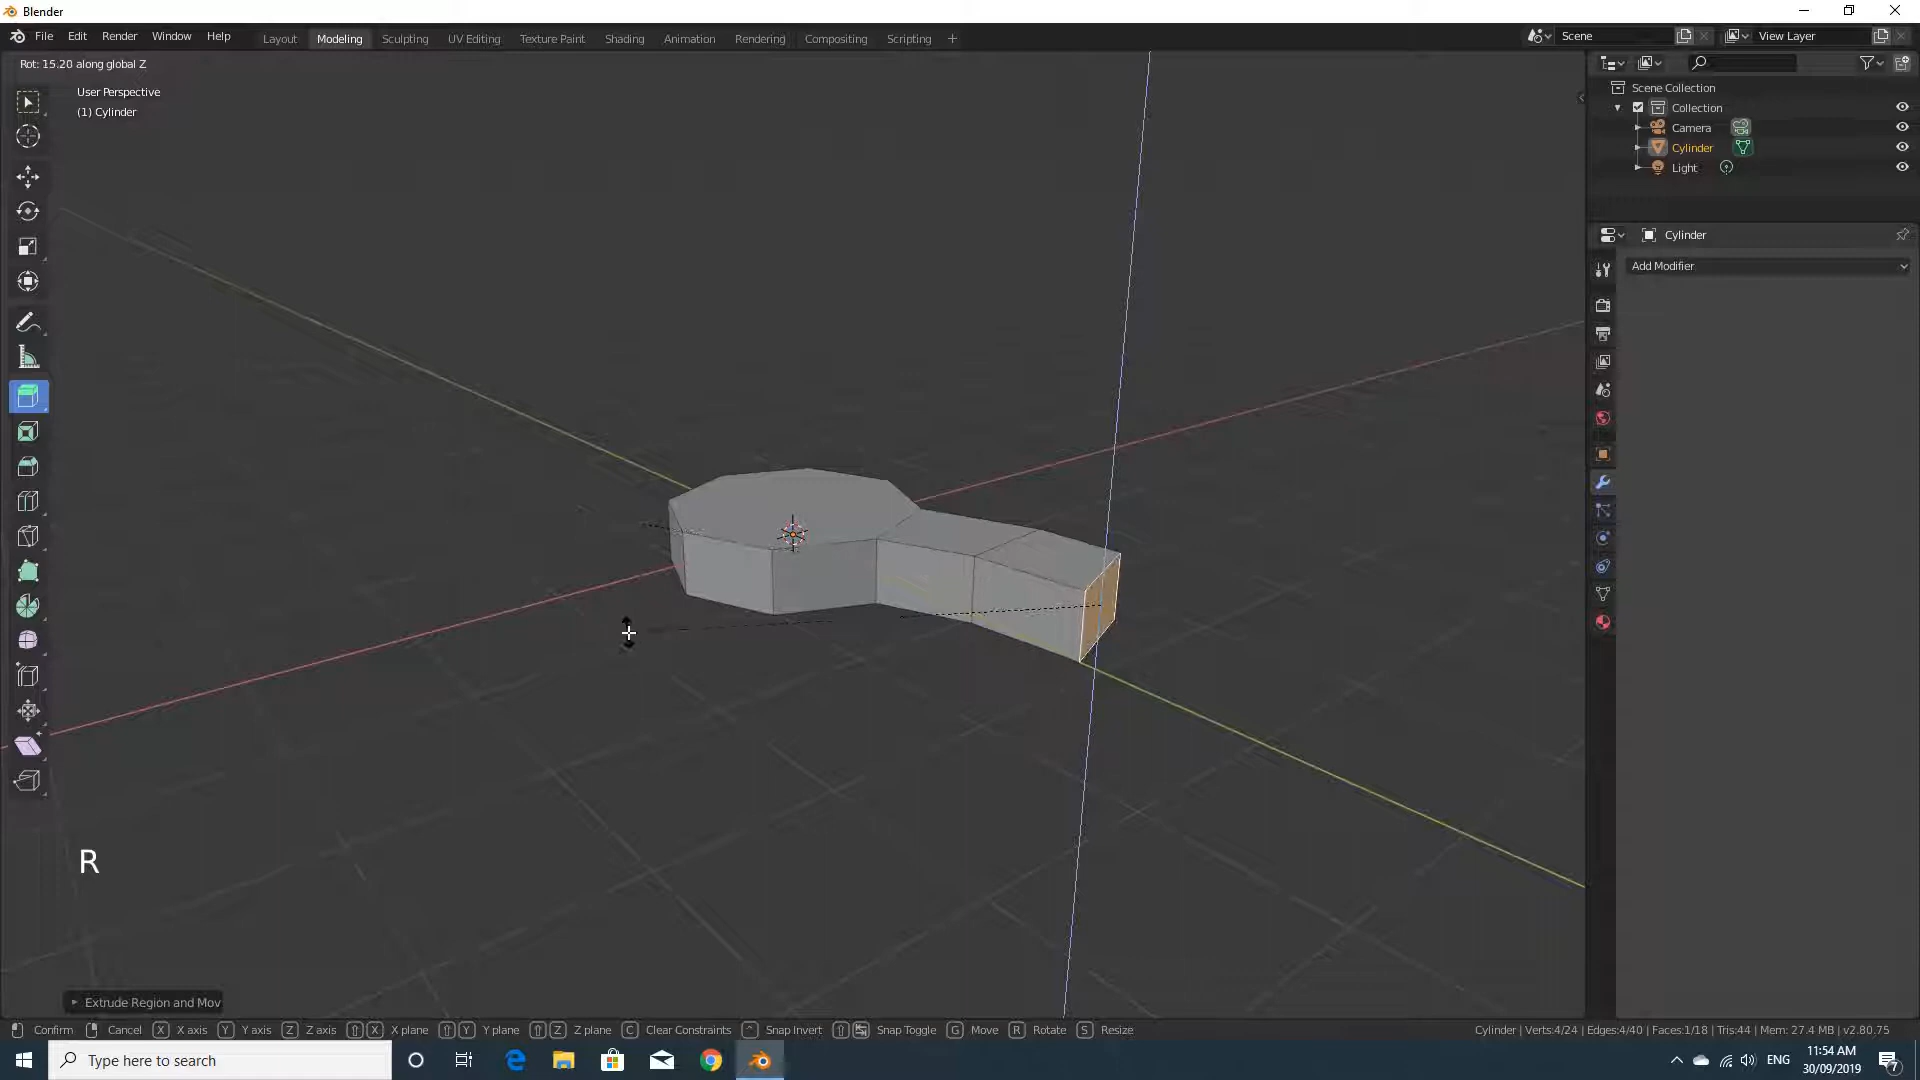 Blender
File Edit Render Window Help Layout Modeling Sculpting UV Editing Texture Paint Shading Animation Rendering Compositing Scripting + Scene View Layer
Rot: 15.20 along global Z
User Perspective
(1) Cylinder
Scene Collection
Collection
Camera
Cylinder
Light
Cylinder
Add Modifier
R
Extrude Region and Mov
Confirm Cancel X X axis Y Y axis Z Z axis X X plane Y Y plane Z Z plane C Clear Constraints Snap Invert Snap Toggle G Move R Rotate S Resize Cylinder | Verts:4/24 | Edges:4/40 | Faces:1/18 | Tris:44 | Mem: 27.4 MB | v2.80.75
Type here to search
ENG
11:54 AM
30/09/2019
7